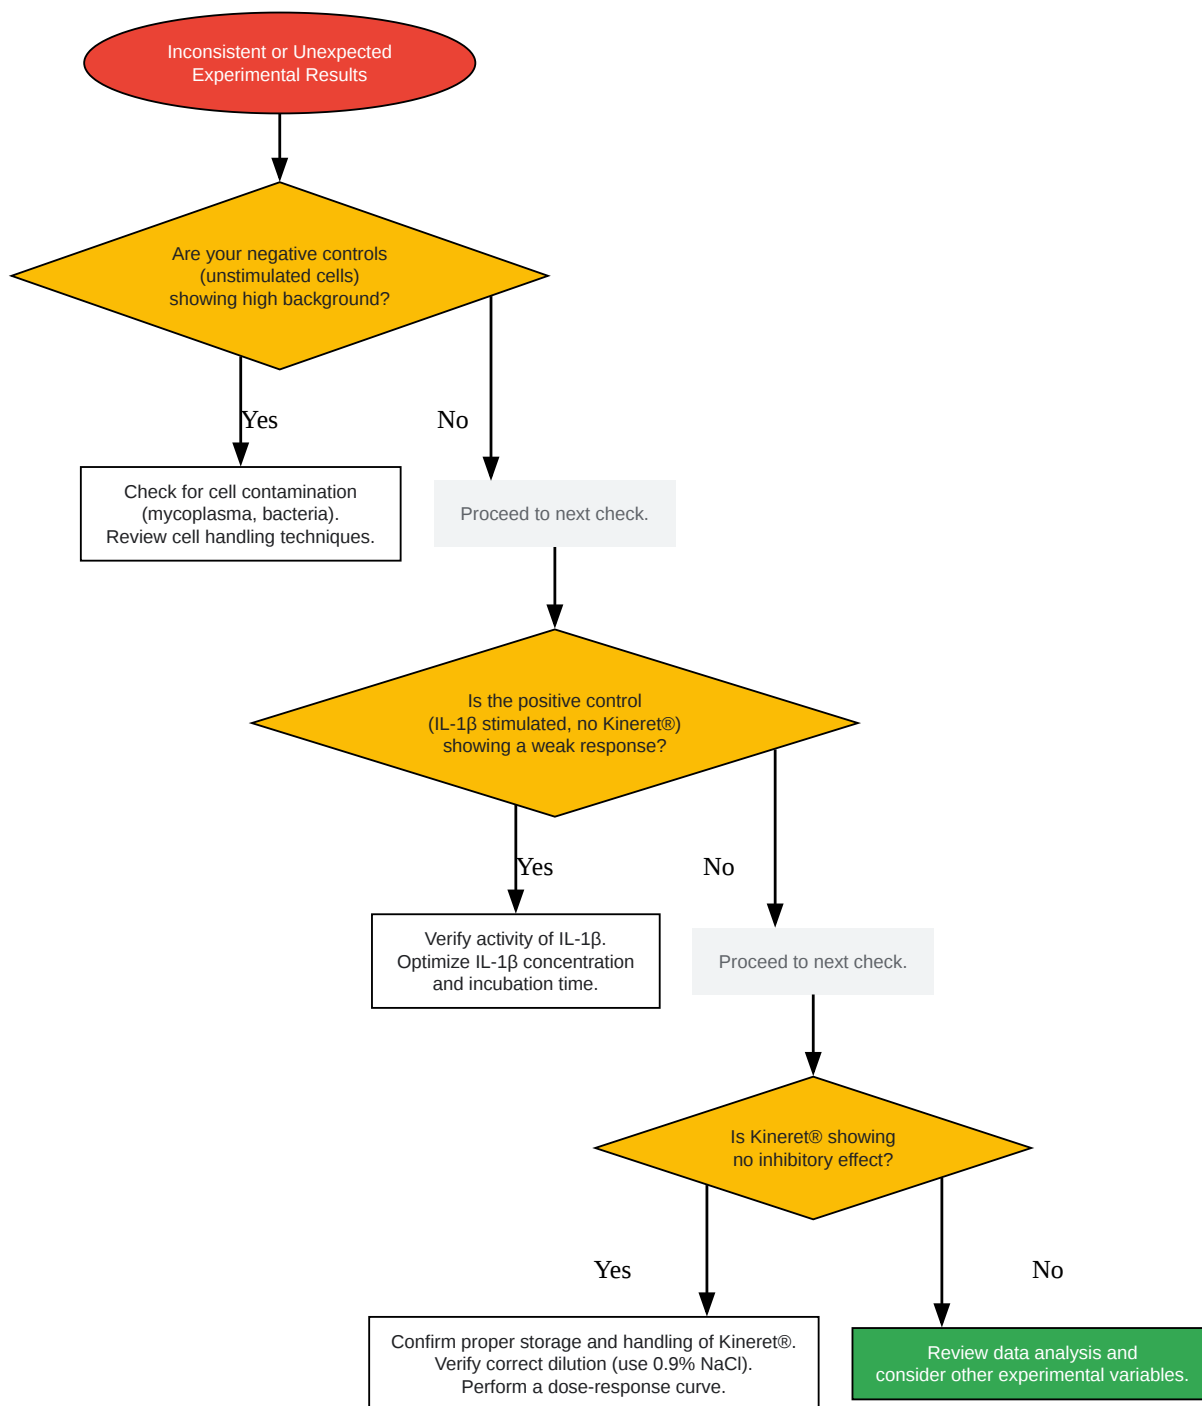 Inconsistent or Unexpected
Experimental Results
Are your negative controls
(unstimulated cells)
showing high background?
Yes
No
Check for cell contamination
(mycoplasma, bacteria).
Review cell handling techniques.
Proceed to next check.
Is the positive control
(IL-1β stimulated, no Kineret®)
showing a weak response?
Yes
No
Verify activity of IL-1β.
Optimize IL-1β concentration
and incubation time.
Proceed to next check.
Is Kineret® showing
no inhibitory effect?
Yes
No
Confirm proper storage and handling of Kineret®.
Verify correct dilution (use 0.9% NaCl).
Perform a dose-response curve.
Review data analysis and
consider other experimental variables.